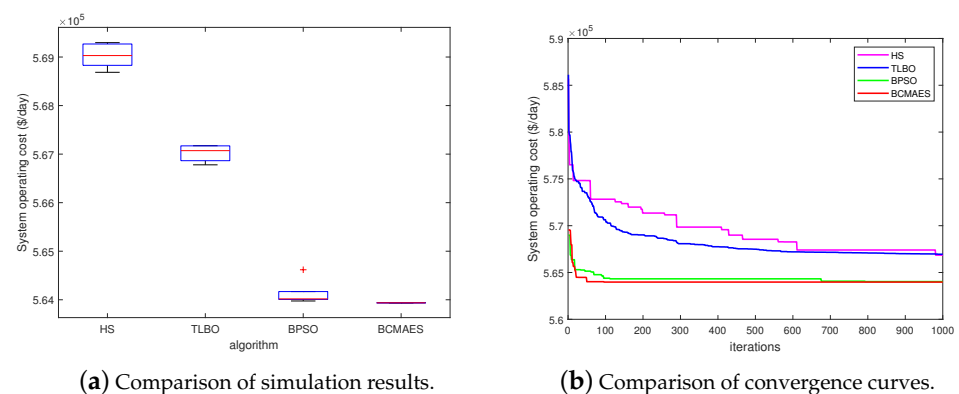 ×10⁵
5.69
5.68
5.67
5.66
5.65
5.64
System operating cost ($/day)
HS TLBO BPSO BCMAES
algorithm
(a) Comparison of simulation results.
×10⁵
5.9
5.85
5.8
5.75
5.7
5.65
5.6
System operating cost ($/day)
HS
TLBO
BPSO
BCMAES
0 100 200 300 400 500 600 700 800 900 1000
iterations
(b) Comparison of convergence curves.